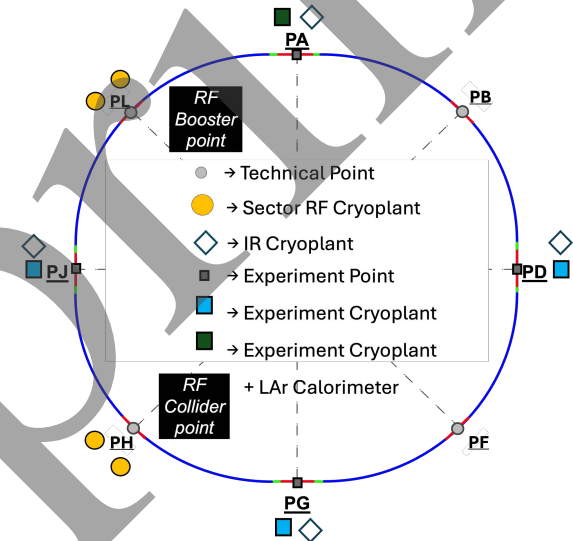 PA
PL
RF
Booster
point
PB
→ Technical Point
→ Sector RF Cryoplant
→ IR Cryoplant
PJ
→ Experiment Point
PD
→ Experiment Cryoplant
→ Experiment Cryoplant
+ LAr Calorimeter
RF
Collider
point
PH
PF
PG